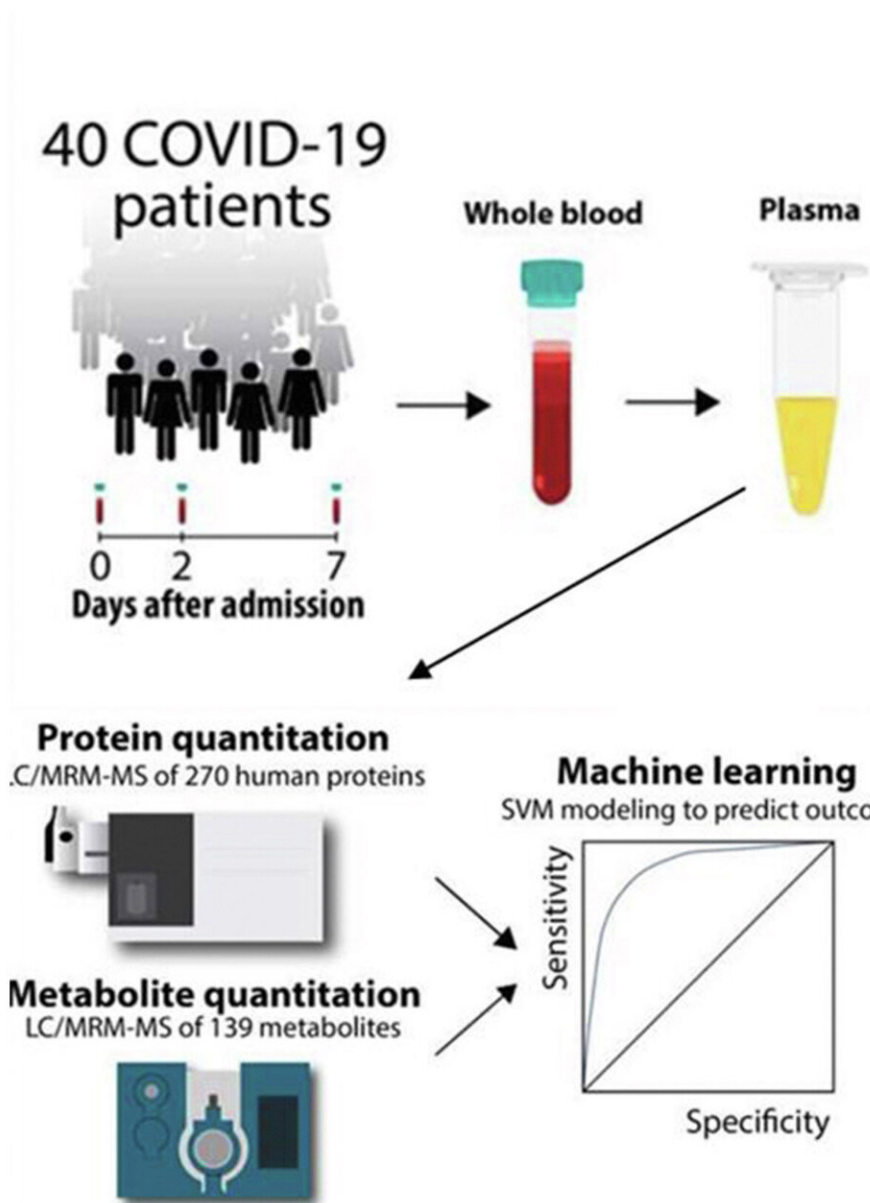 40 COVID-19
patients
Whole blood
Plasma
0 2 7
Days after admission
Protein quantitation
LC/MRM-MS of 270 human proteins
Metabolite quantitation
LC/MRM-MS of 139 metabolites
Machine learning
SVM modeling to predict outco
Sensitivity
Specificity